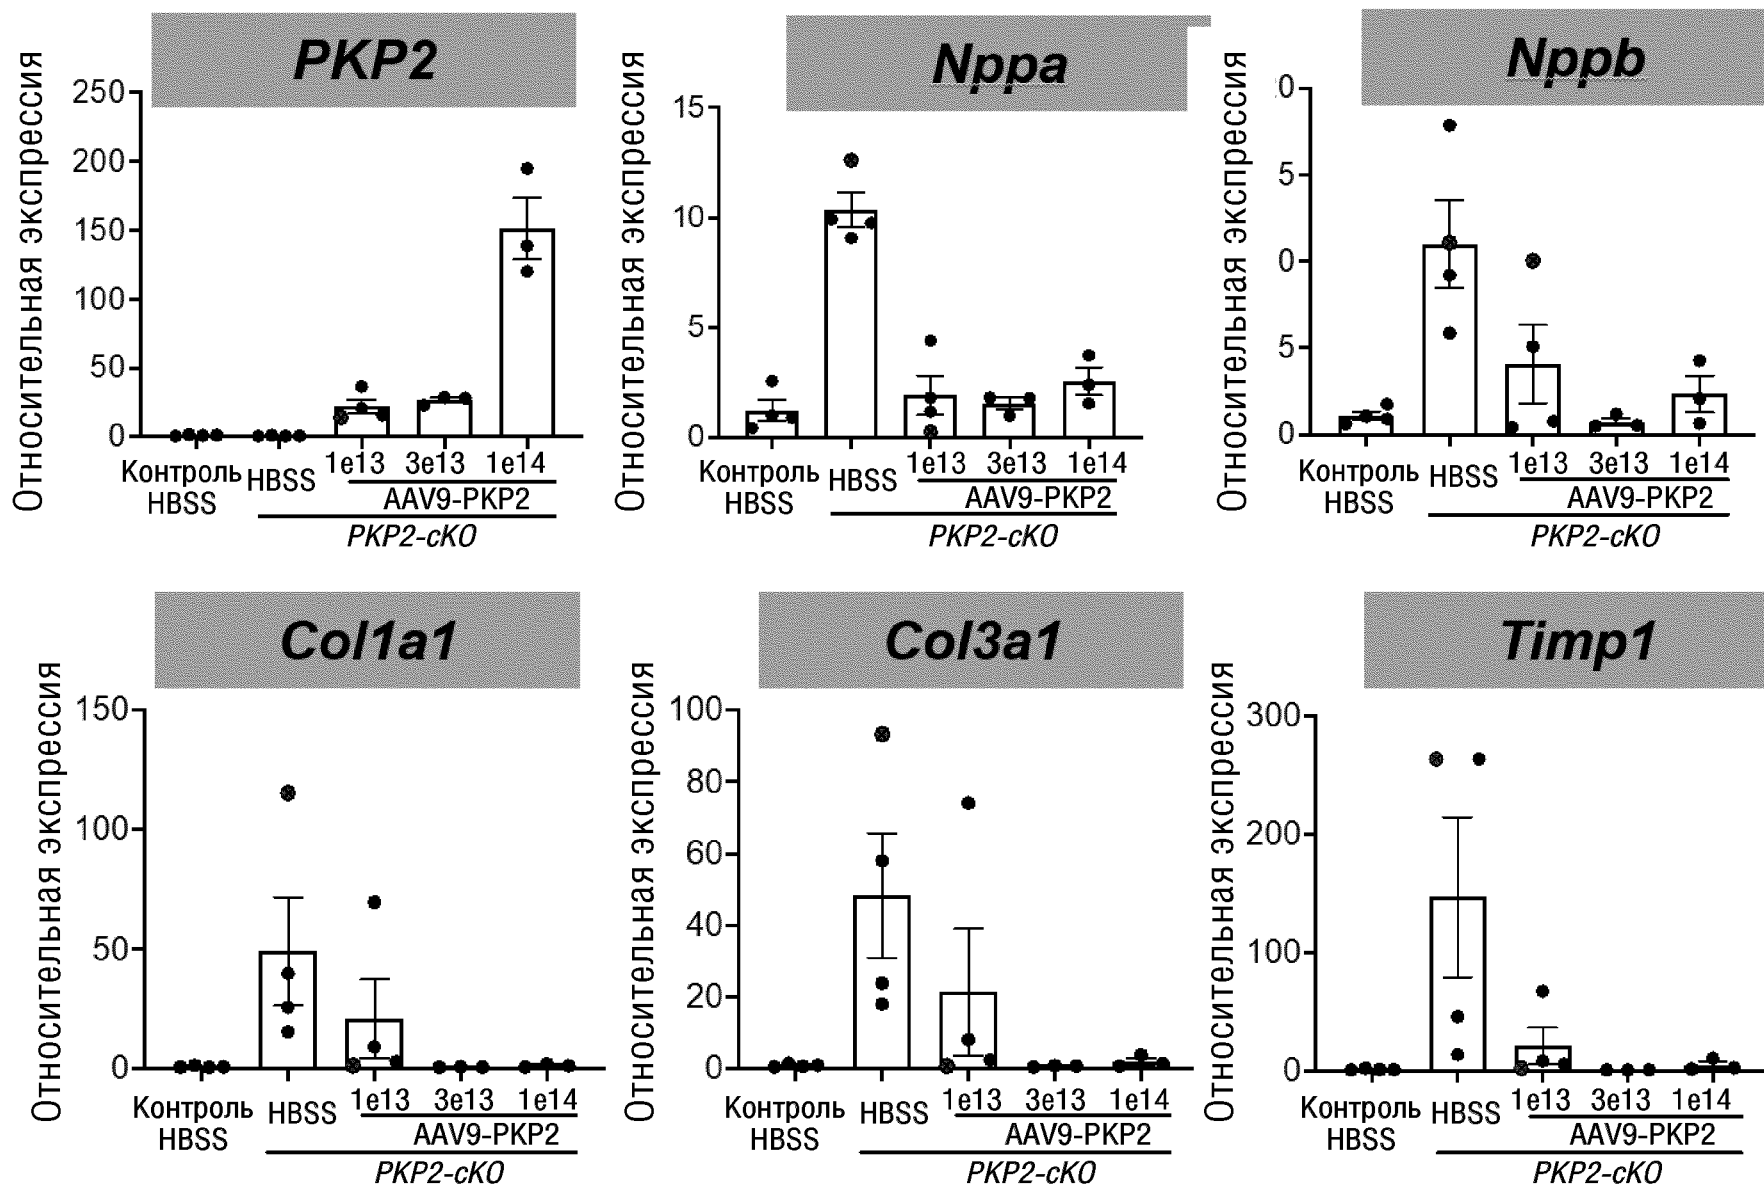 PKP2
Относительная экспрессия
250
200
150
100
50
0
Контроль
HBSS
HBSS
1e13
3e13
1e14
AAV9-PKP2
PKP2-cKO
Nppa
Относительная экспрессия
15
10
5
0
Контроль
HBSS
HBSS
1e13
3e13
1e14
AAV9-PKP2
PKP2-cKO
Nppb
Относительная экспрессия
0
5
0
5
0
Контроль
HBSS
HBSS
1e13
3e13
1e14
AAV9-PKP2
PKP2-cKO
Col1a1
Относительная экспрессия
150
100
50
0
Контроль
HBSS
HBSS
1e13
3e13
1e14
AAV9-PKP2
PKP2-cKO
Col3a1
Относительная экспрессия
100
80
60
40
20
0
Контроль
HBSS
HBSS
1e13
3e13
1e14
AAV9-PKP2
PKP2-cKO
Timp1
Относительная экспрессия
300
200
100
0
Контроль
HBSS
HBSS
1e13
3e13
1e14
AAV9-PKP2
PKP2-cKO